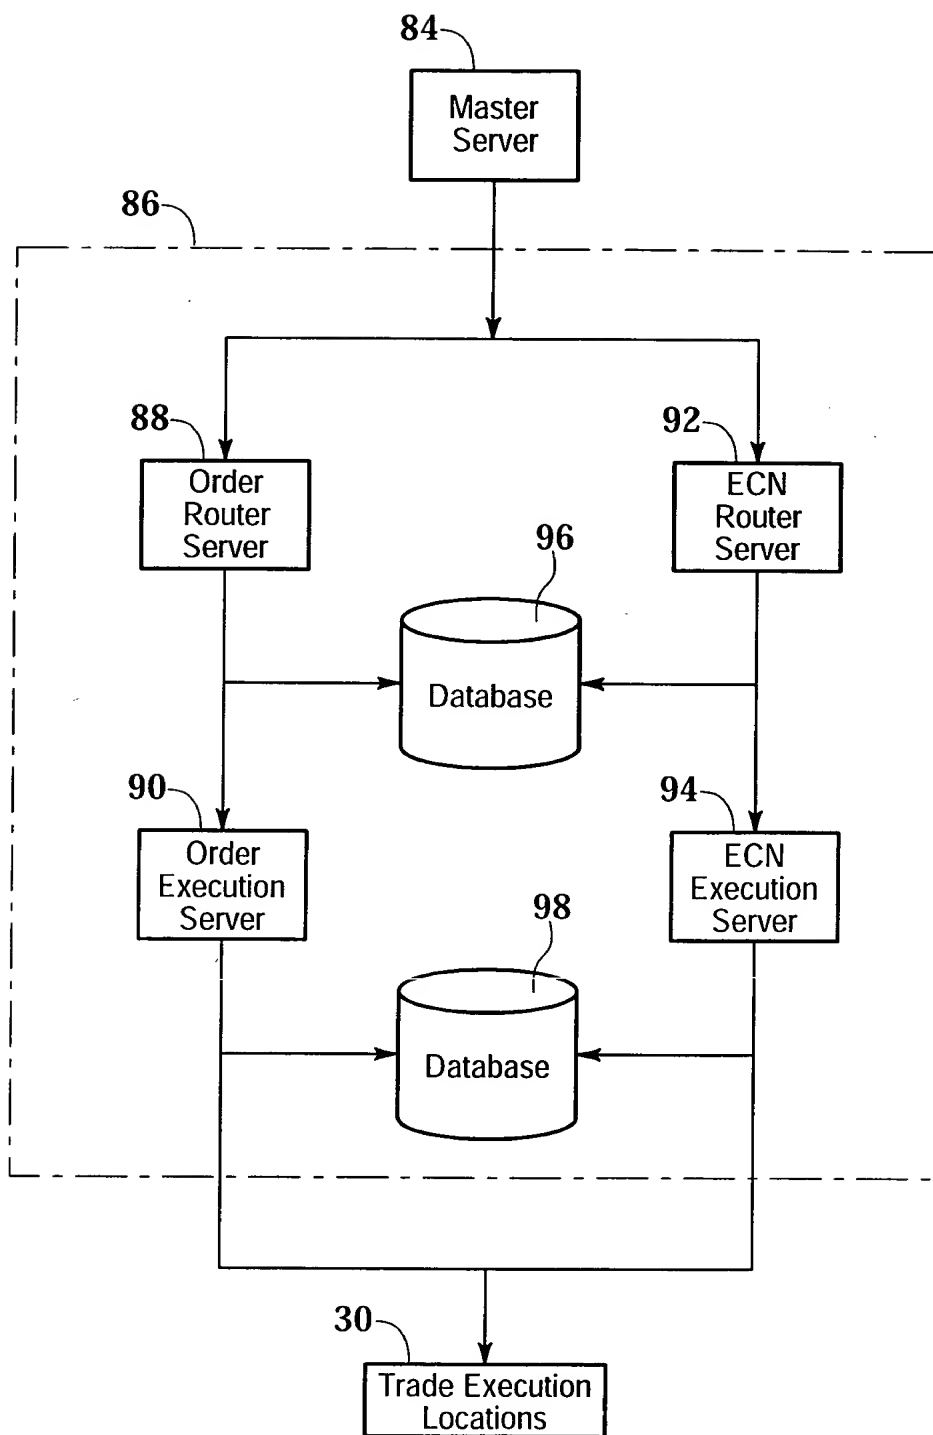 84
Master
Server
86
88
Order
Router
Server
92
ECN
Router
Server
96
Database
90
Order
Execution
Server
94
ECN
Execution
Server
98
Database
30
Trade Execution
Locations